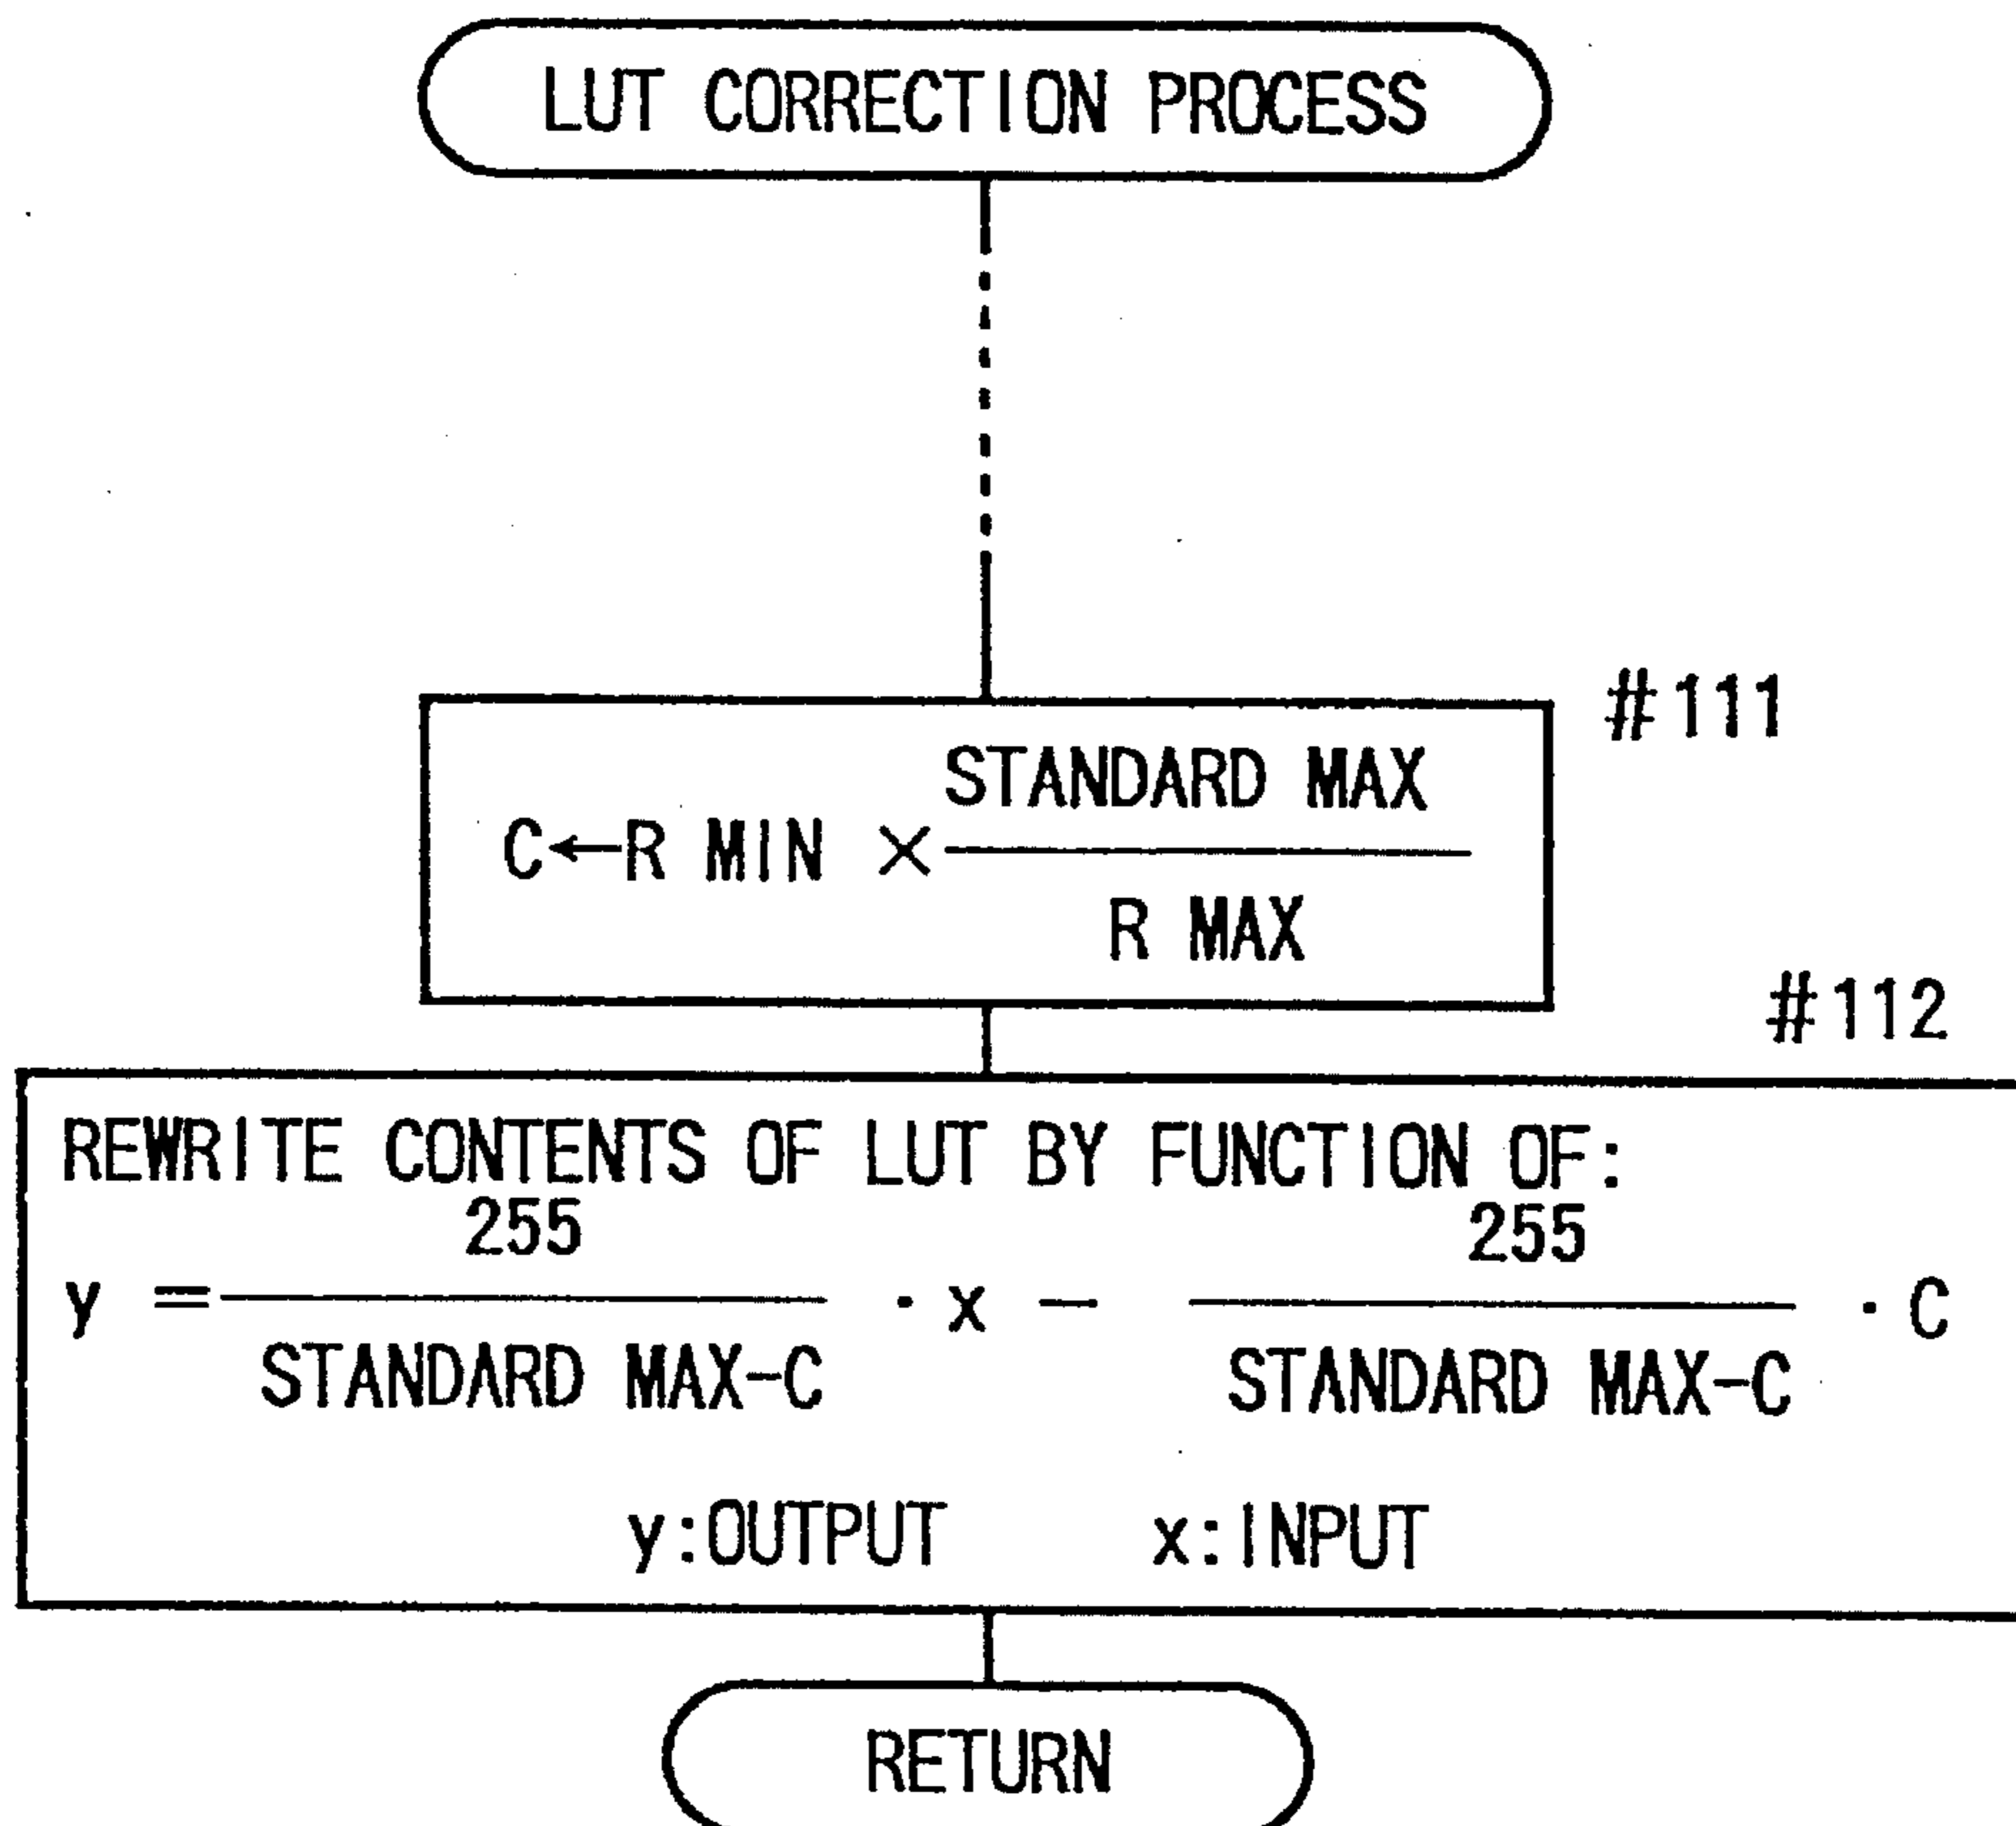 LUT CORRECTION PROCESS
#111
STANDARD MAX
C←R MIN ×
R MAX
#112
REWRITE CONTENTS OF LUT BY FUNCTION OF:
255 255
y = · x − · C
STANDARD MAX-C STANDARD MAX-C
y:OUTPUT x:INPUT
RETURN